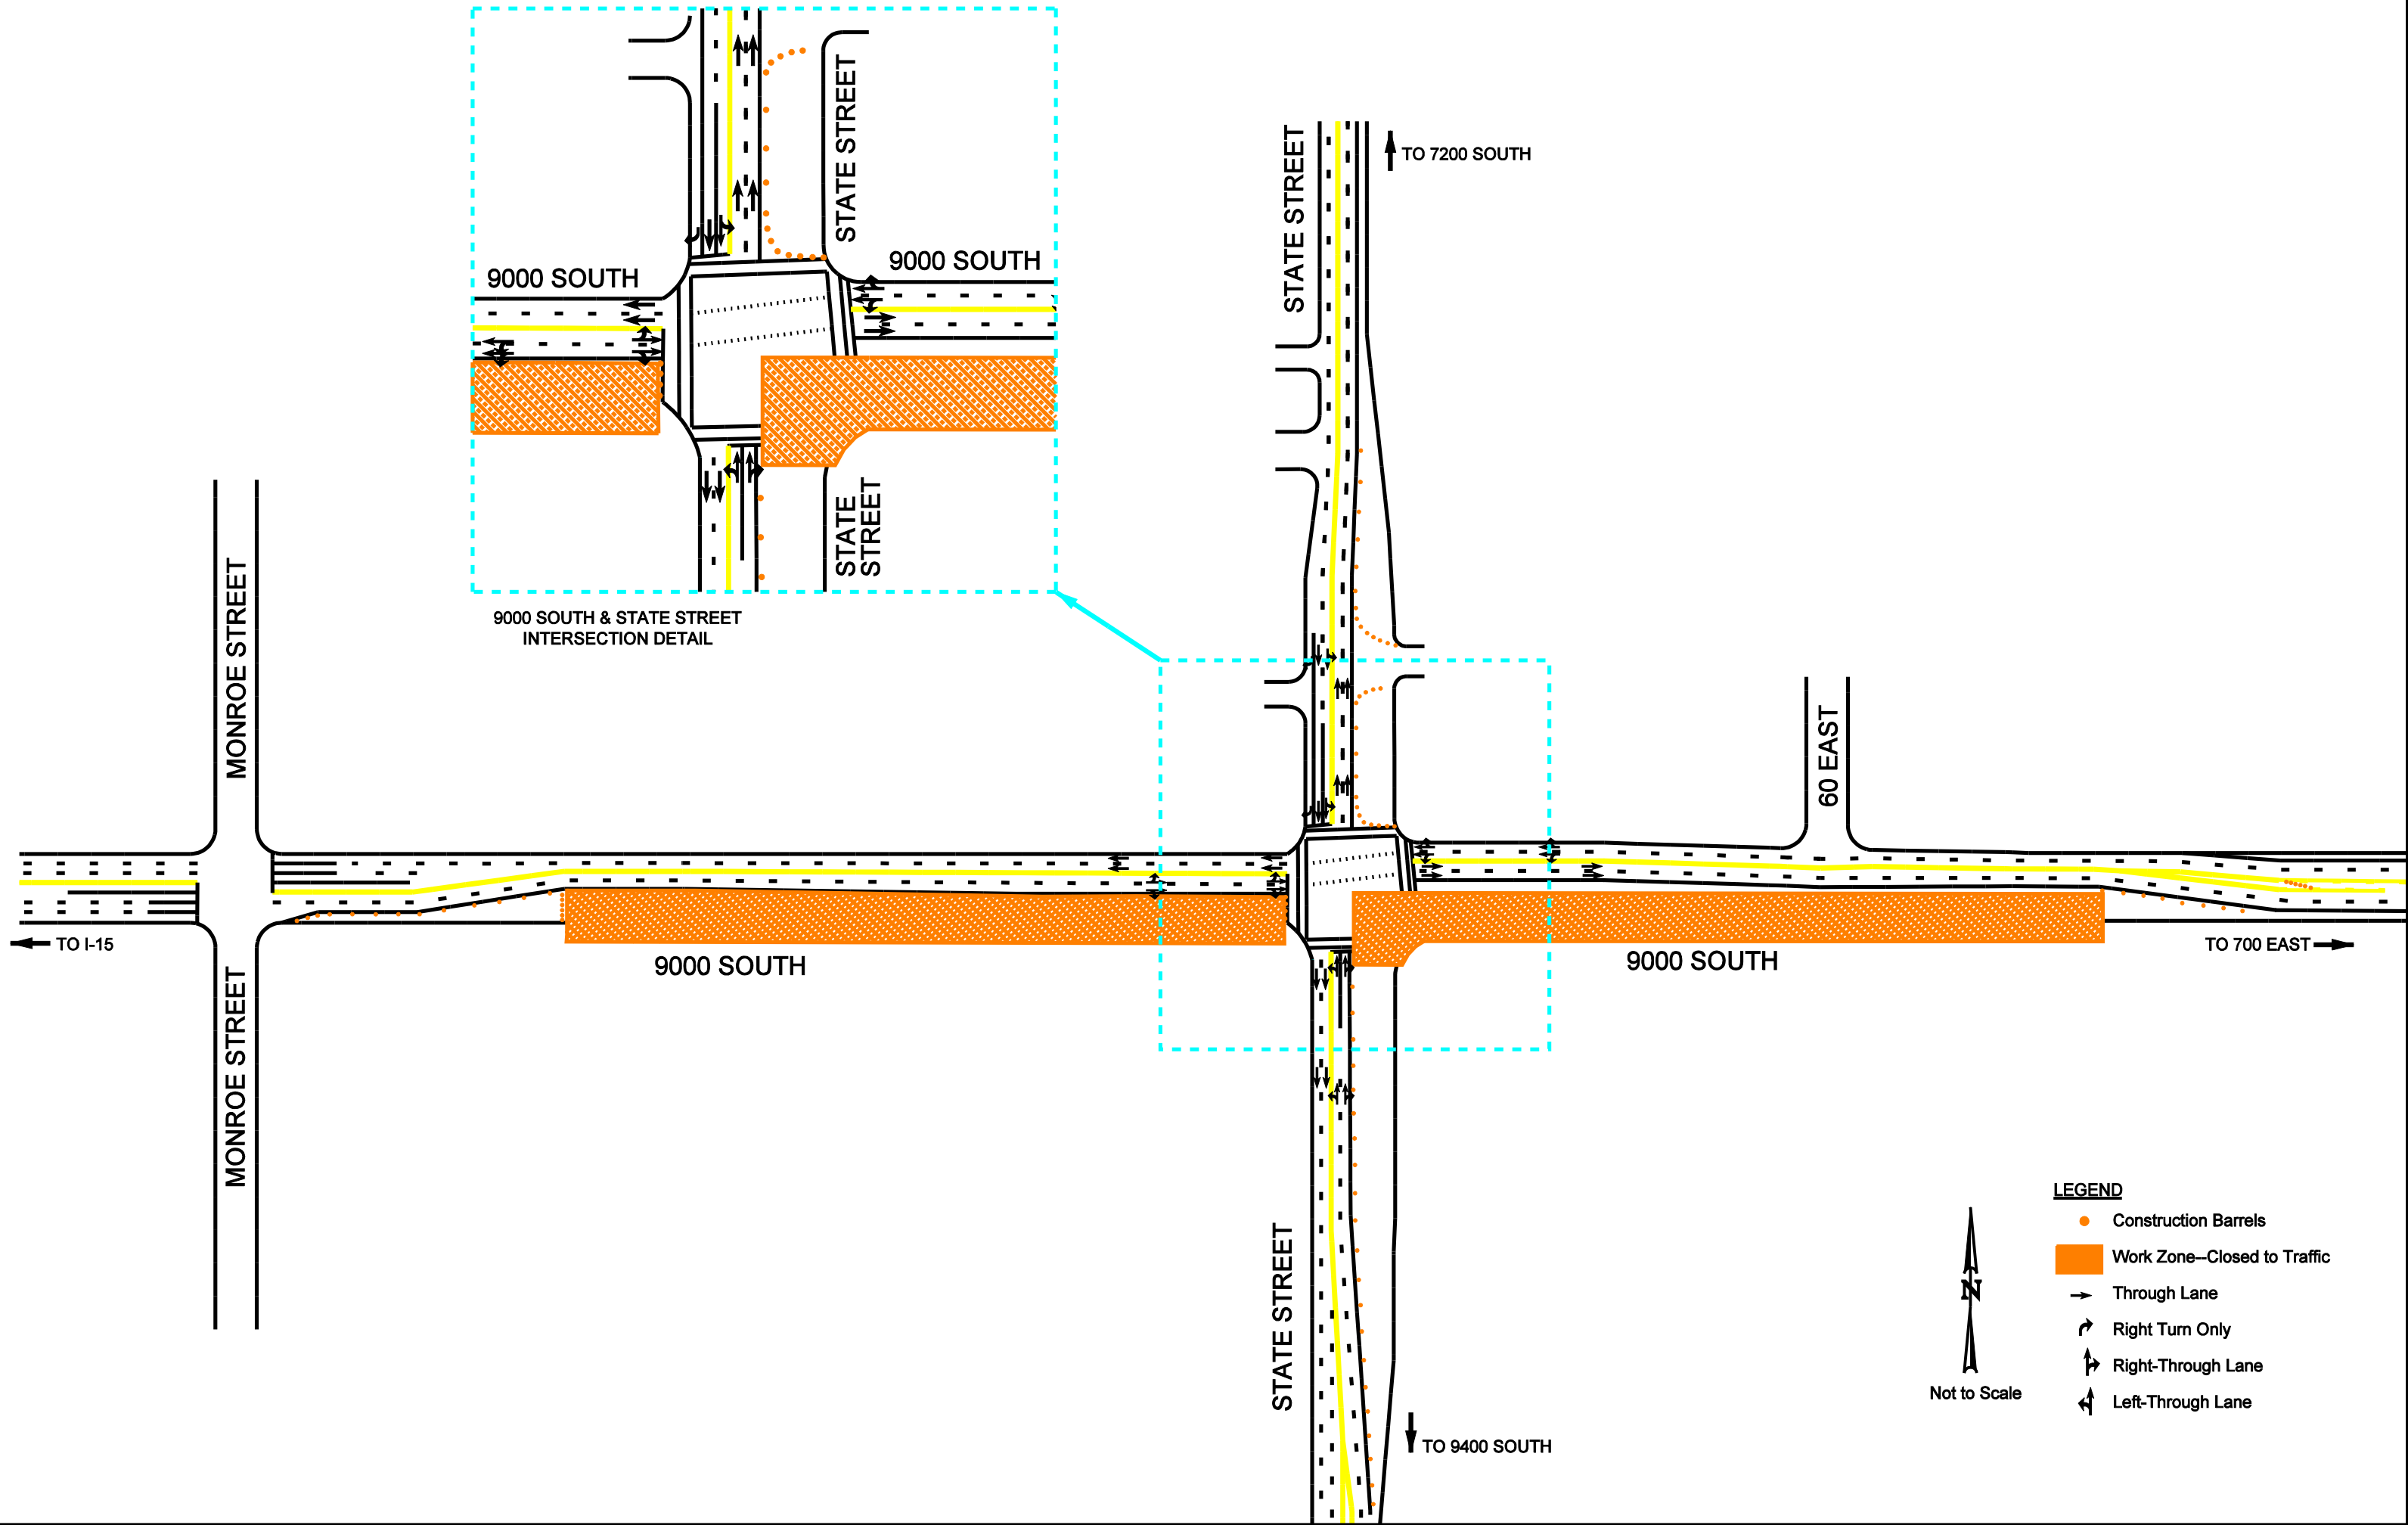 STATE STREET
9000 SOUTH
9000 SOUTH
STATE
STREET
9000 SOUTH & STATE STREET
INTERSECTION DETAIL
STATE STREET
TO 7200 SOUTH
MONROE STREET
60 EAST
TO I-15
9000 SOUTH
9000 SOUTH
TO 700 EAST
MONROE STREET
STATE STREET
TO 9400 SOUTH
N
Not to Scale
LEGEND
Construction Barrels
Work Zone--Closed to Traffic
Through Lane
Right Turn Only
Right-Through Lane
Left-Through Lane